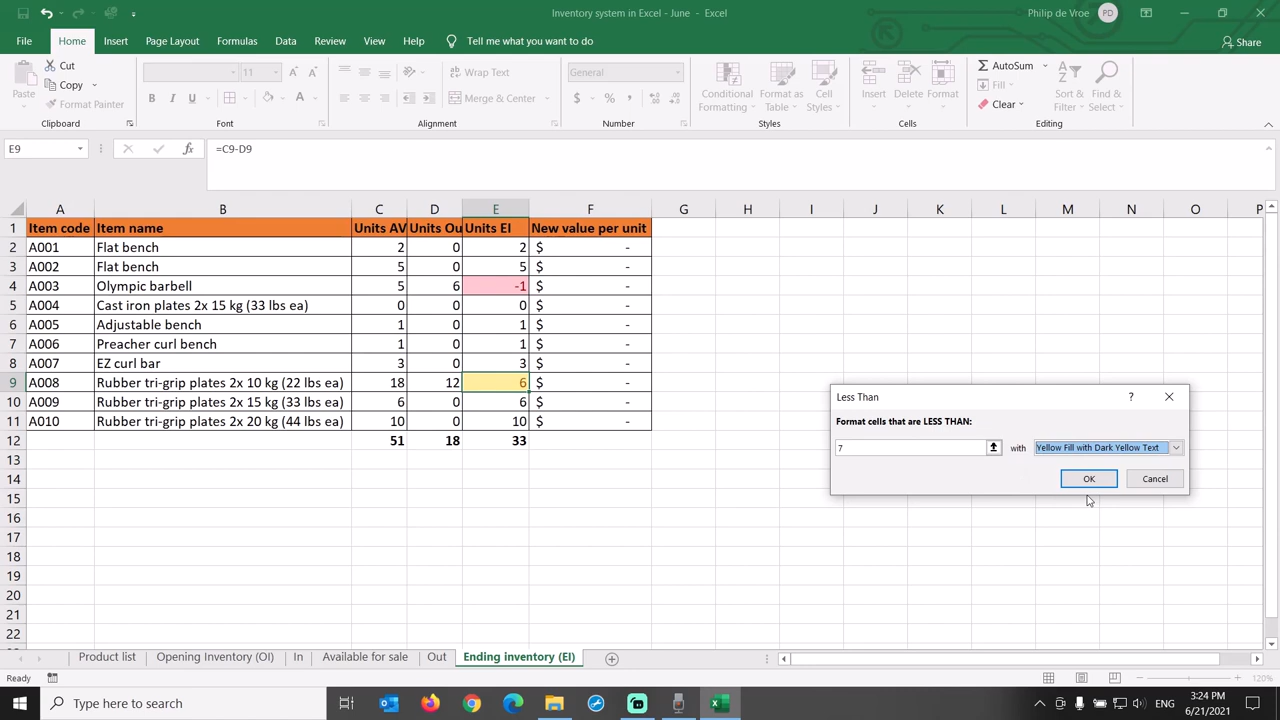 Inventory system in Excel - June - Excel
Philip de Vroe PD
File Home Insert Page Layout Formulas Data Review View Help Tell me what you want to do Share
Cut
Copy
Format Painter
Paste
Clipboard
11
B I U
Font
Wrap Text
Merge & Center
Alignment
General
$ % ,
Number
Conditional Formatting
Format as Table
Cell Styles
Styles
Insert Delete Format
Cells
AutoSum
Fill
Clear
Sort & Filter
Find & Select
Editing
E9 fx =C9-D9
A B C D E F G H I J K L M N O P
1 Item code Item name Units AV Units Ou Units EI New value per unit
2 A001 Flat bench 2 0 2 $ -
3 A002 Flat bench 5 0 5 $ -
4 A003 Olympic barbell 5 6 -1 $ -
5 A004 Cast iron plates 2x 15 kg (33 lbs ea) 0 0 0 $ -
6 A005 Adjustable bench 1 0 1 $ -
7 A006 Preacher curl bench 1 0 1 $ -
8 A007 EZ curl bar 3 0 3 $ -
9 A008 Rubber tri-grip plates 2x 10 kg (22 lbs ea) 18 12 6 $ -
10 A009 Rubber tri-grip plates 2x 15 kg (33 lbs ea) 6 0 6 $ -
11 A010 Rubber tri-grip plates 2x 20 kg (44 lbs ea) 10 0 10 $ -
12 51 18 33
13
14
15
16
17
18
19
20
21
22
Less Than ?
Format cells that are LESS THAN:
7 with Yellow Fill with Dark Yellow Text
OK Cancel
Product list Opening Inventory (OI) In Available for sale Out Ending inventory (EI)
Ready 120%
Type here to search
ENG
3:24 PM
6/21/2021